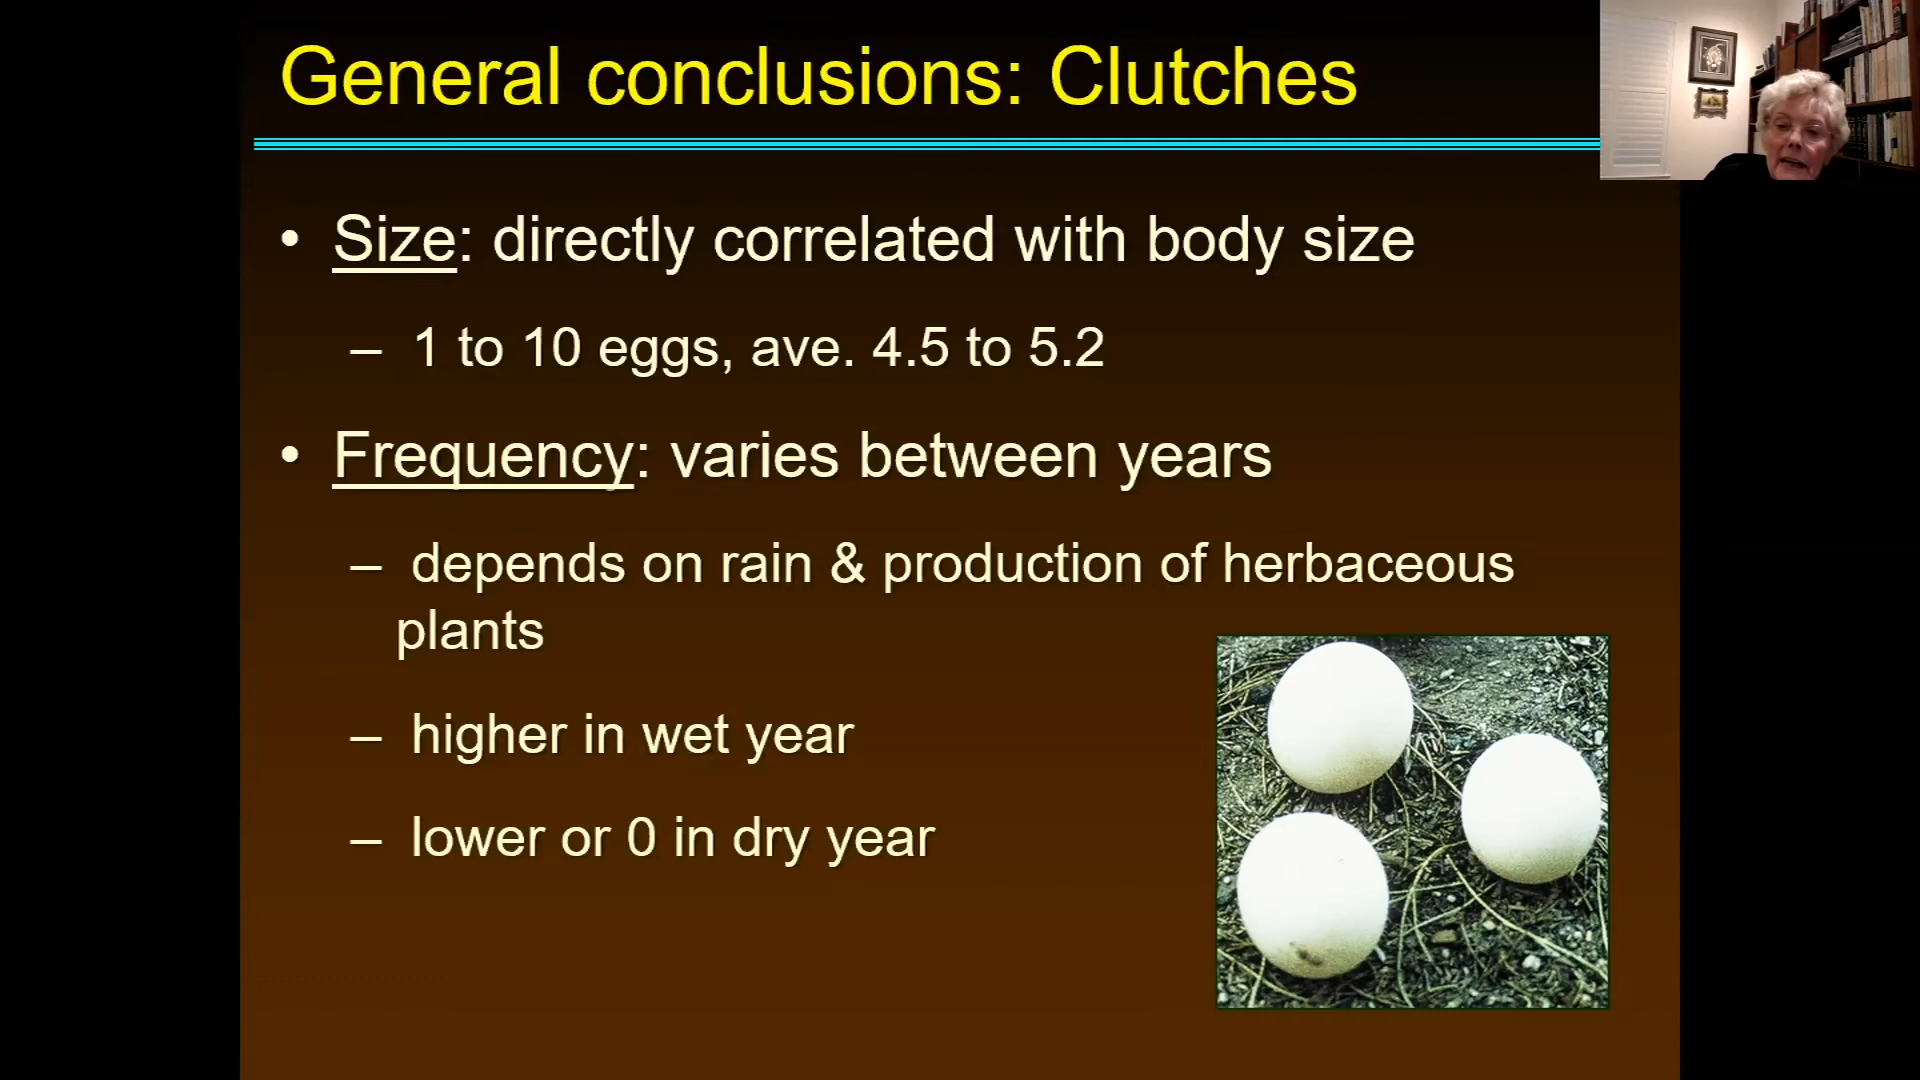 General conclusions: Clutches
• Size: directly correlated with body size
– 1 to 10 eggs, ave. 4.5 to 5.2
• Frequency: varies between years
– depends on rain & production of herbaceous
plants
– higher in wet year
– lower or 0 in dry year